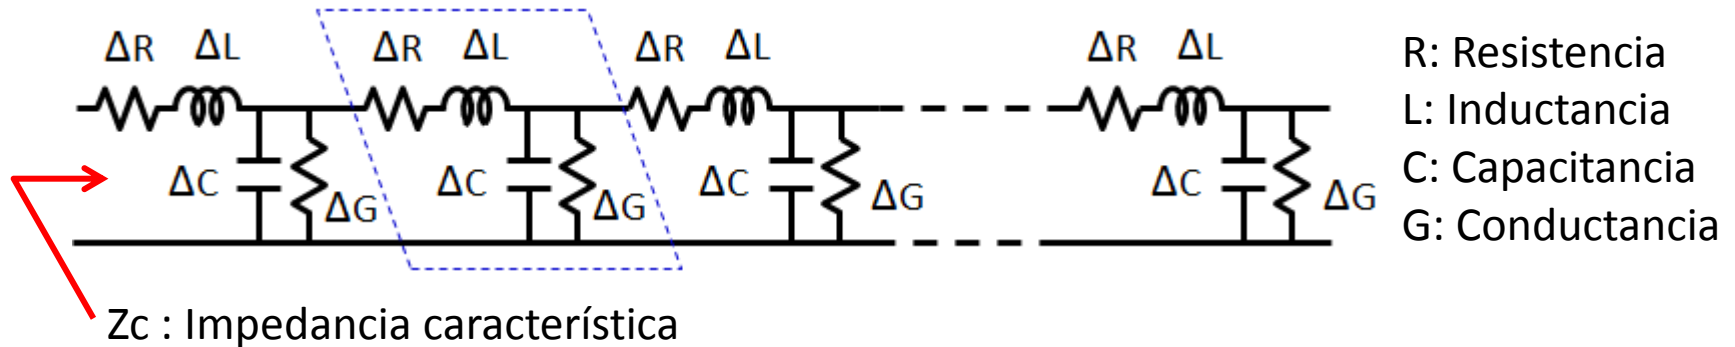 ΔR ΔL ΔR ΔL ΔR ΔL ΔR ΔL
ΔC ΔG ΔC ΔG ΔC ΔG ΔC ΔG
R: Resistencia
L: Inductancia
C: Capacitancia
G: Conductancia
Zc : Impedancia característica